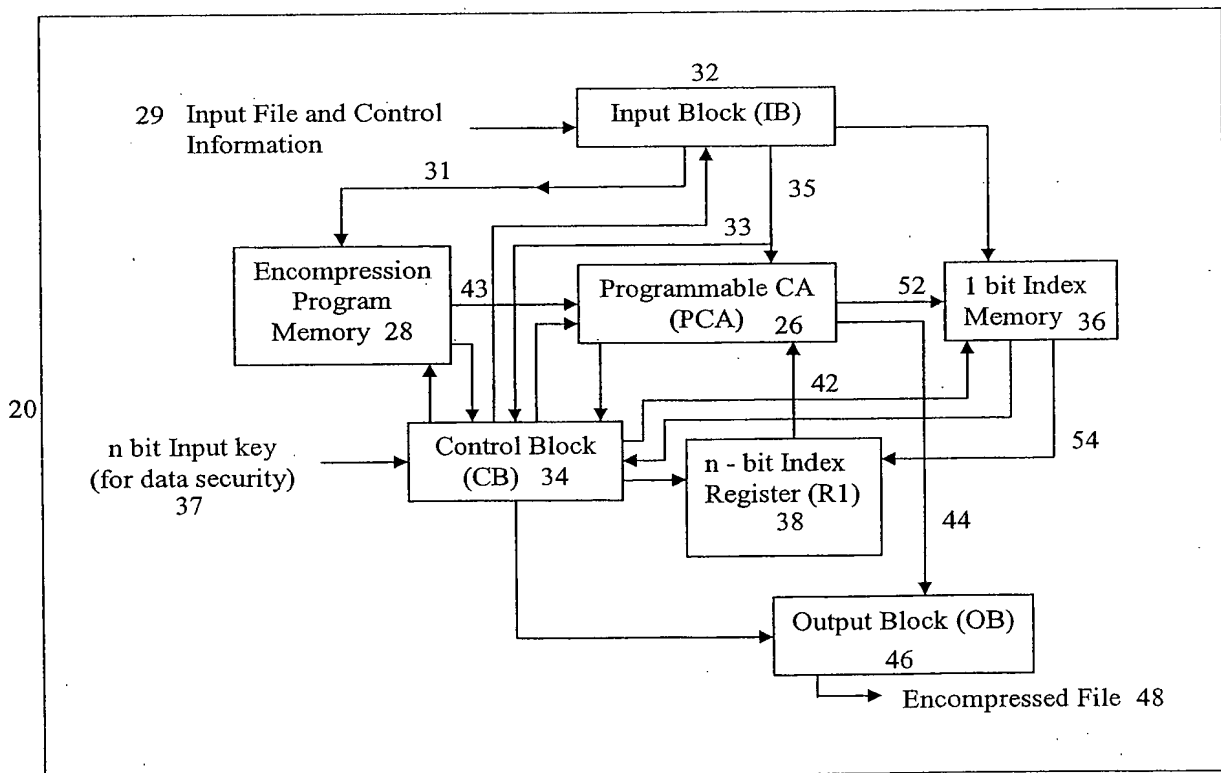 32
29 Input File and Control
Information
Input Block (IB)
31
35
33
Encompression
Program
Memory 28
43
Programmable CA
(PCA) 26
52
1 bit Index
Memory 36
20
42
n bit Input key
(for data security)
37
Control Block
(CB) 34
n - bit Index
Register (R1)
38
54
44
Output Block (OB)
46
Encompressed File 48